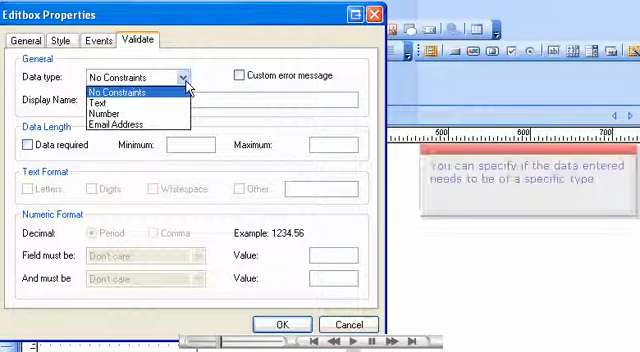 Editbox Properties
General Style Events Validate
General
Data type: No Constraints Custom error message
No Constraints
Display Name: Text
Number
Email Address
Data Length
Data required Minimum: Maximum:
Text Format
Letters Digits Whitespace Other:
Numeric Format
Decimal: Period Comma Example: 1234.56
Field must be: Don't care Value:
And must be Don't care Value:
OK Cancel
500 600 700
You can specify if the data entered
needs to be of a specific type